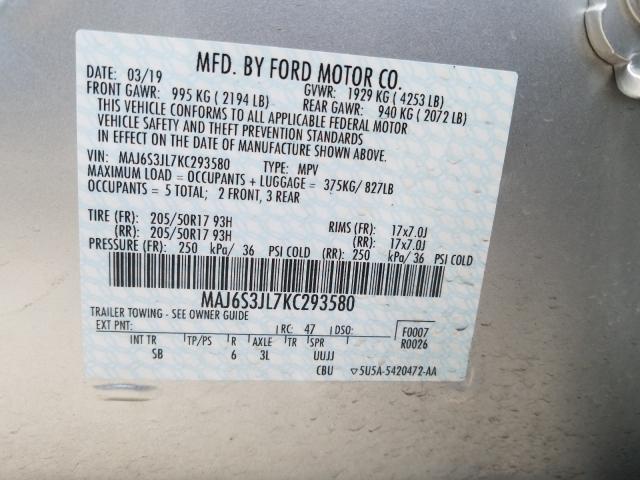 MFD. BY FORD MOTOR CO.
DATE: 03/19 GVWR: 1929 KG ( 4253 LB)
FRONT GAWR: 995 KG ( 2194 LB) REAR GAWR: 940 KG ( 2072 LB)
THIS VEHICLE CONFORMS TO ALL APPLICABLE FEDERAL MOTOR
VEHICLE SAFETY AND THEFT PREVENTION STANDARDS
IN EFFECT ON THE DATE OF MANUFACTURE SHOWN ABOVE.
VIN: MAJ6S3JL7KC293580 TYPE: MPV
MAXIMUM LOAD = OCCUPANTS + LUGGAGE = 375KG/ 827LB
OCCUPANTS = 5 TOTAL; 2 FRONT, 3 REAR
TIRE (FR): 205/50R17 93H RIMS (FR): 17x7.0J
(RR): 205/50R17 93H (RR): 17x7.0J
PRESSURE (FR): 250 kPa/ 36 PSI COLD (RR): 250 kPa/ 36 PSI COLD
MAJ6S3JL7KC293580
TRAILER TOWING - SEE OWNER GUIDE
EXT PNT: RC: 47 DSO: F0007
R0026
INT TR TP/PS R AXLE TR SPR
SB 6 3L UUJJ
CBU ▽5U5A-5420472-AA